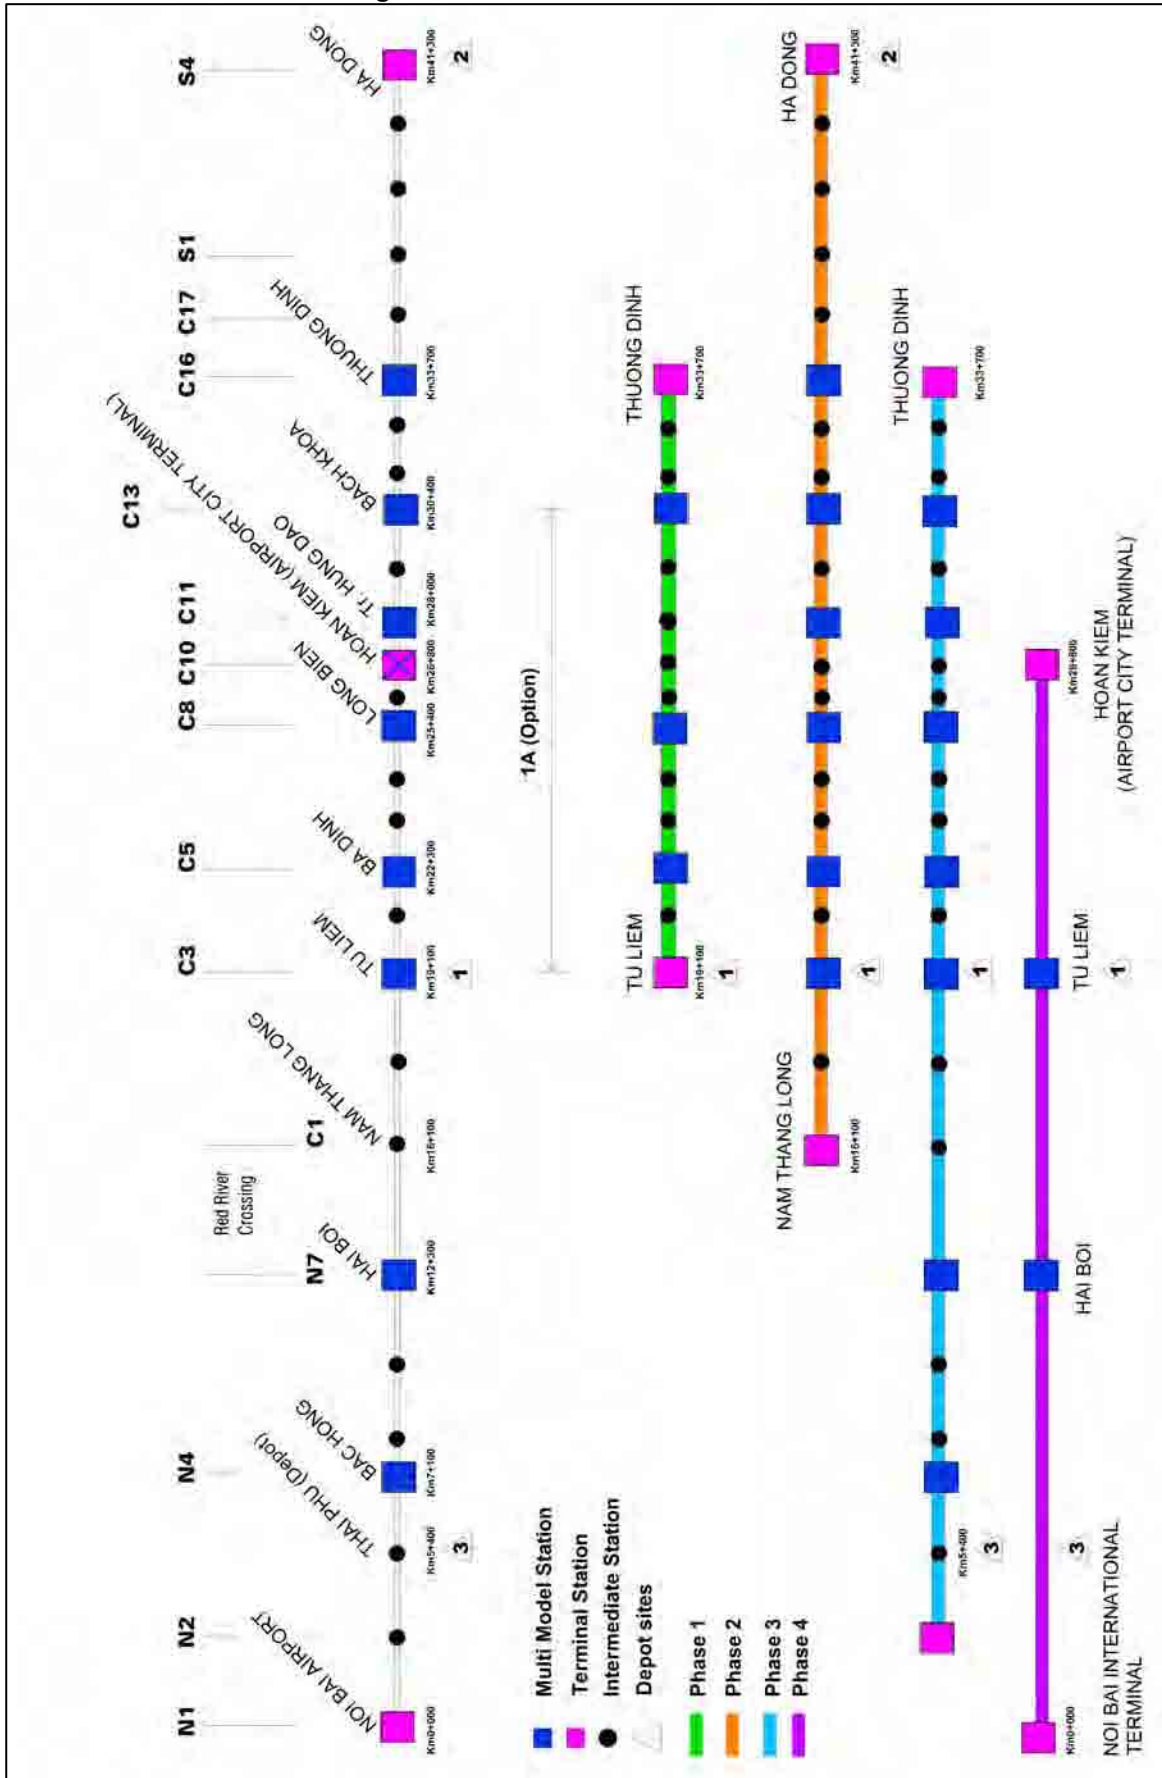 C13
N1
N2
N4
C3
C5
C8
C10
C11
C16
C17
S1
S4
Red River
Crossing
N7
C1
NOI BAI AIRPORT
THAI PHU (Depot)
BAC HONG
HAI BOI
NAM THANG LONG
TU LIEM
BA DINH
LONG BIEN
HOAN KIEM (AIRPORT CITY TERMINAL)
Tr. HUNG DAO
BACH KHOA
THUONG DINH
HA DONG
Km0+000
Km5+400
Km7+100
Km12+300
Km16+100
Km19+100
Km22+300
Km25+400
Km26+800
Km28+000
Km30+400
Km33+700
Km41+300
3
1
2
1A (Option)
Multi Model Station
Terminal Station
Intermediate Station
Depot sites
Phase 1
Phase 2
Phase 3
Phase 4
TU LIEM
THUONG DINH
Km19+100
Km33+700
1
NAM THANG LONG
HA DONG
Km16+100
Km41+300
1
2
THUONG DINH
Km5+400
Km33+700
3
1
Km0+000
Km26+800
3
HAI BOI
TU LIEM
1
NOI BAI INTERNATIONAL
TERMINAL
HOAN KIEM
(AIRPORT CITY TERMINAL)